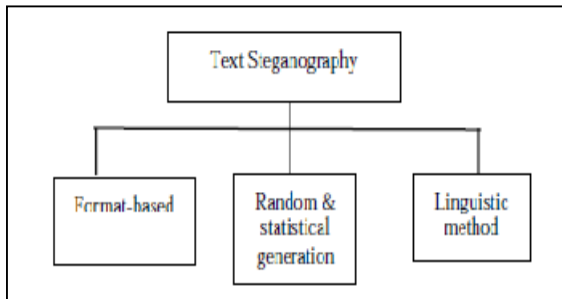 Text Steganography
Format-based
Random &
statistical
generation
Linguistic
method